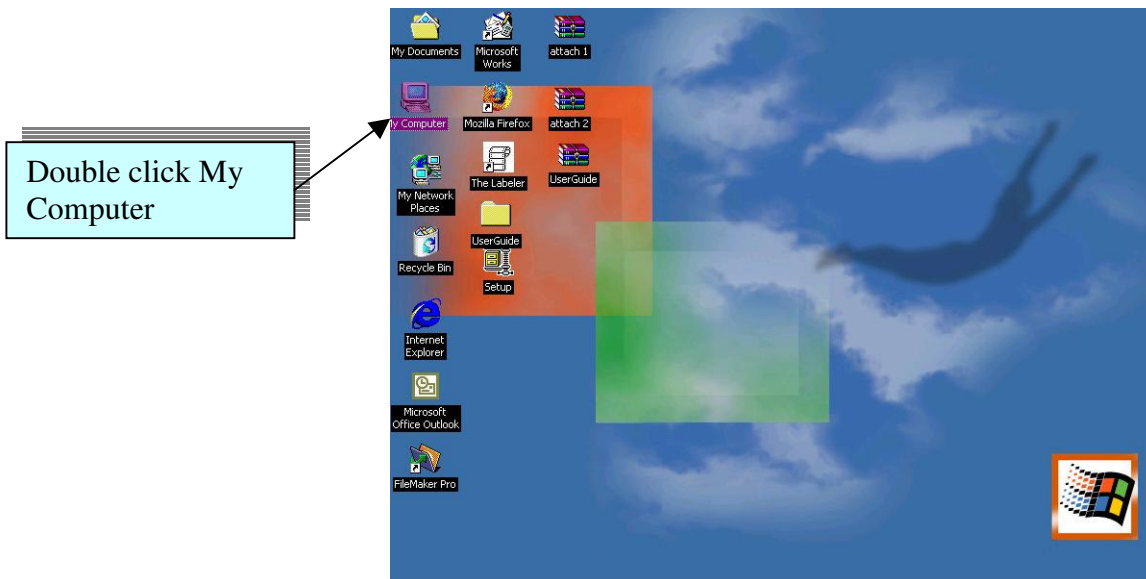 Double click My
Computer
My Documents
Microsoft
Works
attach 1
y Computer
Mozilla Firefox
attach 2
My Network
Places
The Labeler
UserGuide
Recycle Bin
UserGuide
Setup
Internet
Explorer
Microsoft
Office Outlook
FileMaker Pro